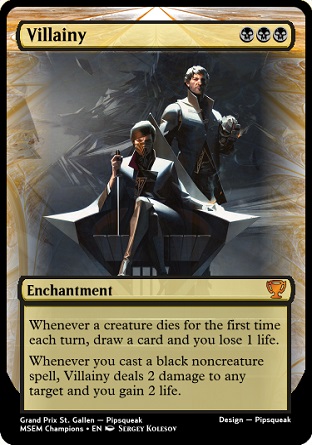 Villainy
Enchantment
Whenever a creature dies for the first time
each turn, draw a card and you lose 1 life.
Whenever you cast a black noncreature
spell, Villainy deals 2 damage to any
target and you gain 2 life.
Grand Prix St. Gallen — Pipsqueak
Design — Pipsqueak
MSEM Champions • EN Sergey Kolesov